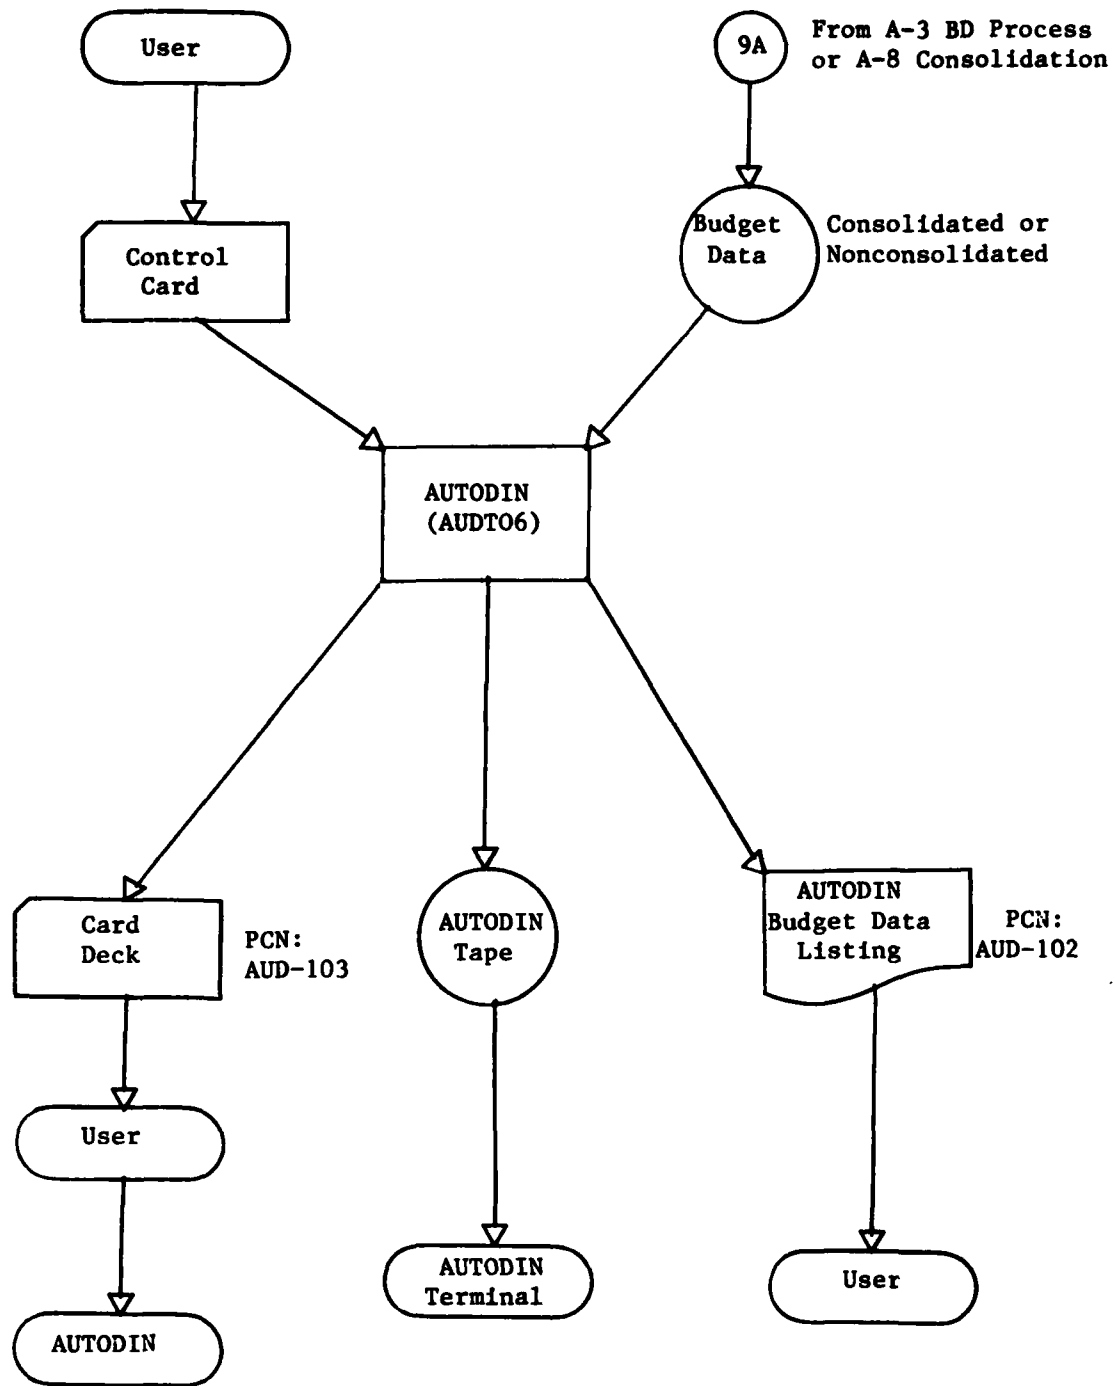 User
9A
From A-3 BD Process
or A-8 Consolidation
Control
Card
Budget
Data
Consolidated or
Nonconsolidated
AUTODIN
(AUDTO6)
Card
Deck
PCN:
AUD-103
AUTODIN
Tape
AUTODIN
Budget Data
Listing
PCN:
AUD-102
User
AUTODIN
AUTODIN
Terminal
User